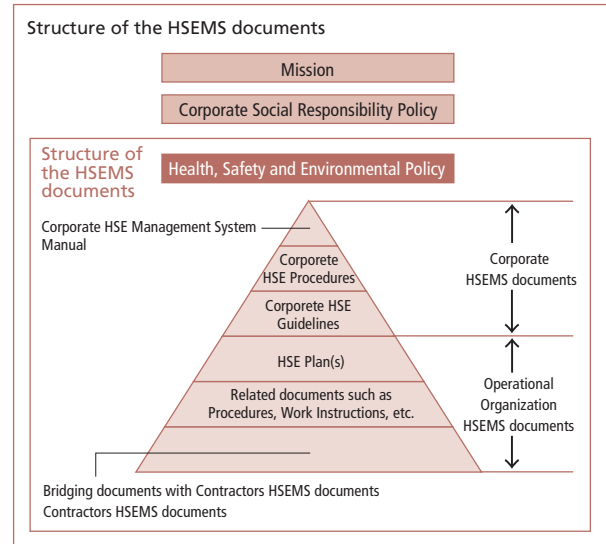 Structure of the HSEMS documents
Mission
Corporate Social Responsibility Policy
Structure of
the HSEMS
documents
Health, Safety and Environmental Policy
Corporate HSE Management System
Manual
Corporete
HSE Procedures
Corporete HSE
Guidelines
Corporate
HSEMS documents
HSE Plan(s)
Related documents such as
Procedures, Work Instructions, etc.
Operational
Organization
HSEMS documents
Bridging documents with Contractors HSEMS documents
Contractors HSEMS documents